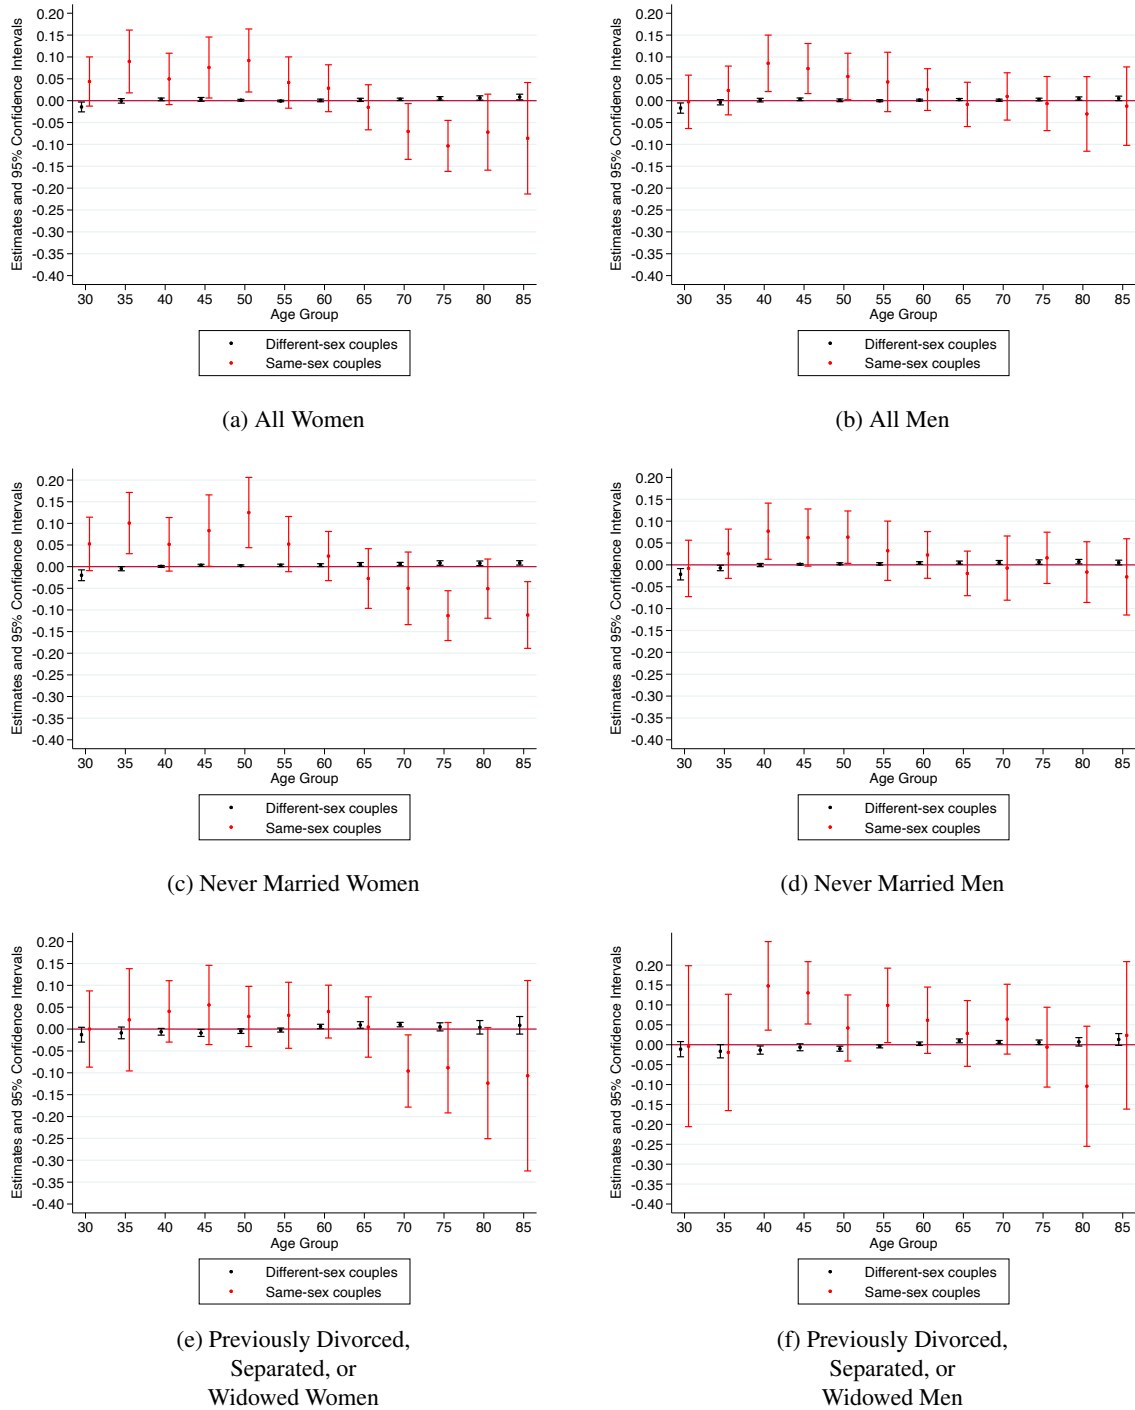 Estimates and 95% Confidence Intervals
0.20
0.15
0.10
0.05
0.00
-0.05
-0.10
-0.15
-0.20
-0.25
-0.30
-0.35
-0.40
30 35 40 45 50 55 60 65 70 75 80 85
Age Group
Different-sex couples
Same-sex couples
(a) All Women
Estimates and 95% Confidence Intervals
0.20
0.15
0.10
0.05
0.00
-0.05
-0.10
-0.15
-0.20
-0.25
-0.30
-0.35
-0.40
30 35 40 45 50 55 60 65 70 75 80 85
Age Group
Different-sex couples
Same-sex couples
(b) All Men
Estimates and 95% Confidence Intervals
0.20
0.15
0.10
0.05
0.00
-0.05
-0.10
-0.15
-0.20
-0.25
-0.30
-0.35
-0.40
30 35 40 45 50 55 60 65 70 75 80 85
Age Group
Different-sex couples
Same-sex couples
(c) Never Married Women
Estimates and 95% Confidence Intervals
0.20
0.15
0.10
0.05
0.00
-0.05
-0.10
-0.15
-0.20
-0.25
-0.30
-0.35
-0.40
30 35 40 45 50 55 60 65 70 75 80 85
Age Group
Different-sex couples
Same-sex couples
(d) Never Married Men
Estimates and 95% Confidence Intervals
0.20
0.15
0.10
0.05
0.00
-0.05
-0.10
-0.15
-0.20
-0.25
-0.30
-0.35
-0.40
30 35 40 45 50 55 60 65 70 75 80 85
Age Group
Different-sex couples
Same-sex couples
(e) Previously Divorced,
Separated, or
Widowed Women
Estimates and 95% Confidence Intervals
0.20
0.15
0.10
0.05
0.00
-0.05
-0.10
-0.15
-0.20
-0.25
-0.30
-0.35
-0.40
30 35 40 45 50 55 60 65 70 75 80 85
Age Group
Different-sex couples
Same-sex couples
(f) Previously Divorced,
Separated, or
Widowed Men